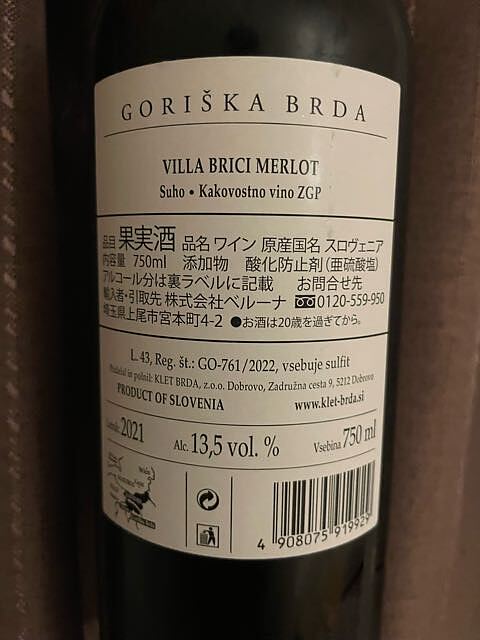 GORIŠKA BRDA
VILLA BRICI MERLOT
Suho • Kakovostno vino ZGP
品目 果実酒 品名 ワイン 原産国名 スロヴェニア
内容量 750ml 添加物 酸化防止剤（亜硫酸塩）
アルコール分は裏ラベルに記載 お問合せ先
輸入者・引取先 株式会社ベルーナ 0120-559-950
埼玉県上尾市宮本町4-2 ●お酒は20歳を過ぎてから。
L. 43, Reg. št.: GO-761/2022, vsebuje sulfit
Pridelal in polnil: KLET BRDA, z.o.o. Dobrovo, Zadružna cesta 9, 5212 Dobrovo
PRODUCT OF SLOVENIA www.klet-brda.si
Letnik: 2021 Alc. 13,5 vol. % Vsebina 750 ml
4 908075 919929